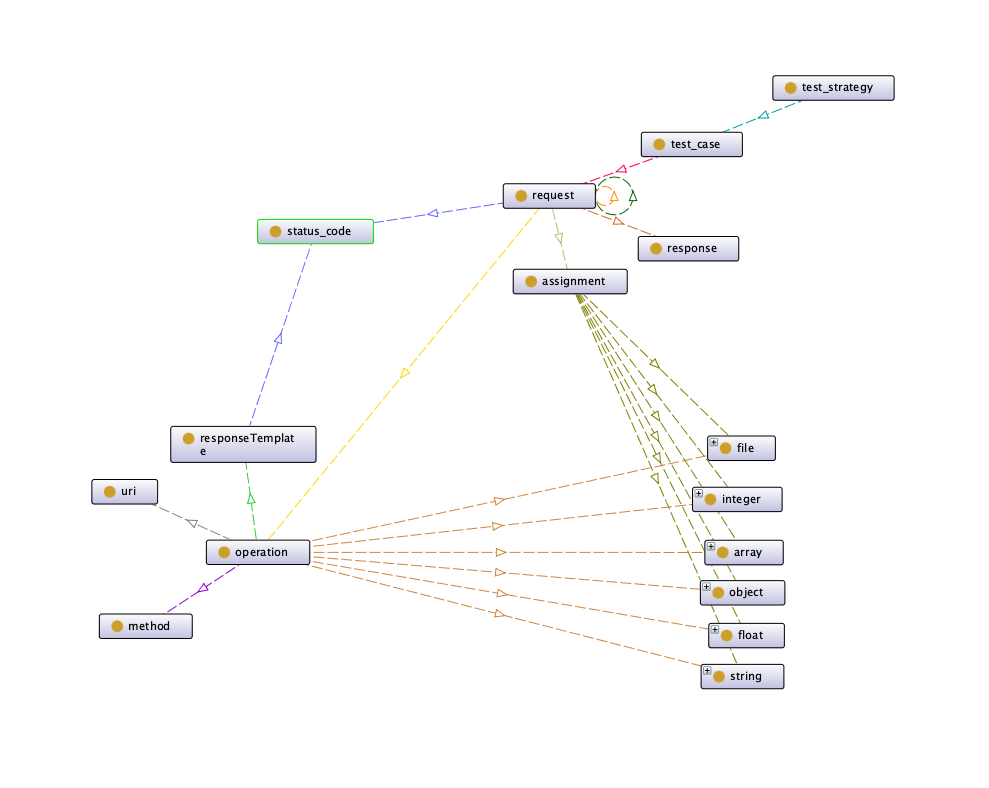 test_strategy
test_case
request
status_code
response
assignment
responseTemplat
e
file
uri
integer
operation
array
object
method
float
string